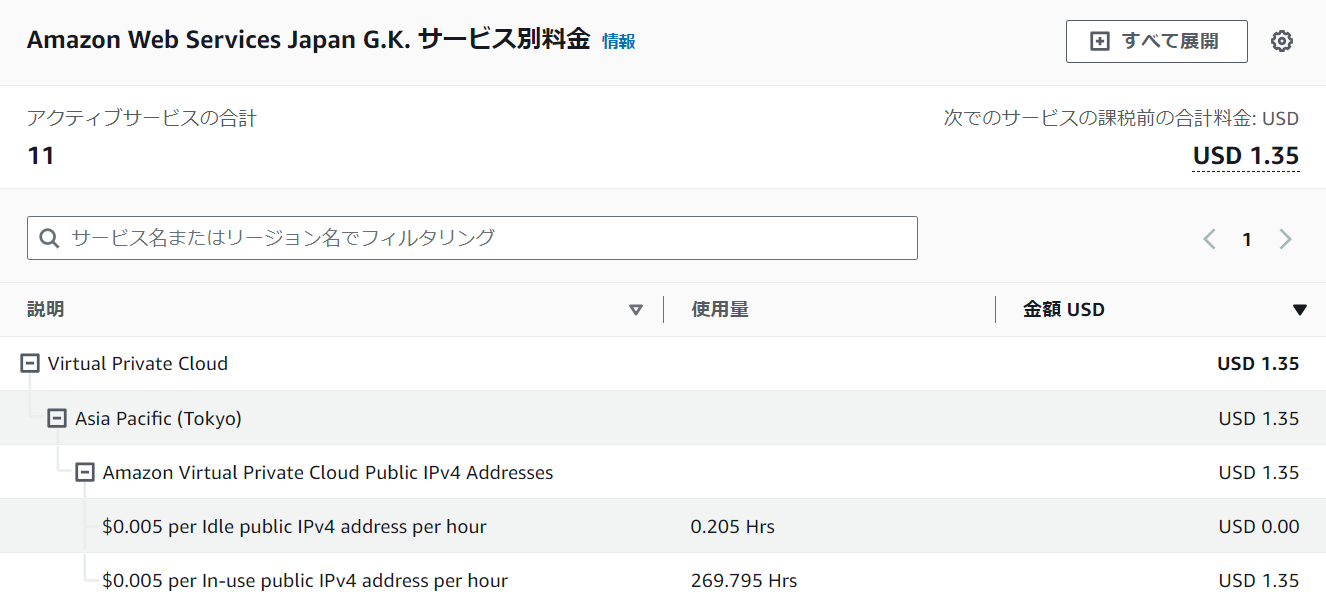 Amazon Web Services Japan G.K. サービス別料金 情報 すべて展開
アクティブサービスの合計 次でのサービスの課税前の合計料金: USD
11 USD 1.35
サービス名またはリージョン名でフィルタリング 1
説明 使用量 金額 USD
Virtual Private Cloud USD 1.35
Asia Pacific (Tokyo) USD 1.35
Amazon Virtual Private Cloud Public IPv4 Addresses USD 1.35
$0.005 per Idle public IPv4 address per hour 0.205 Hrs USD 0.00
$0.005 per In-use public IPv4 address per hour 269.795 Hrs USD 1.35